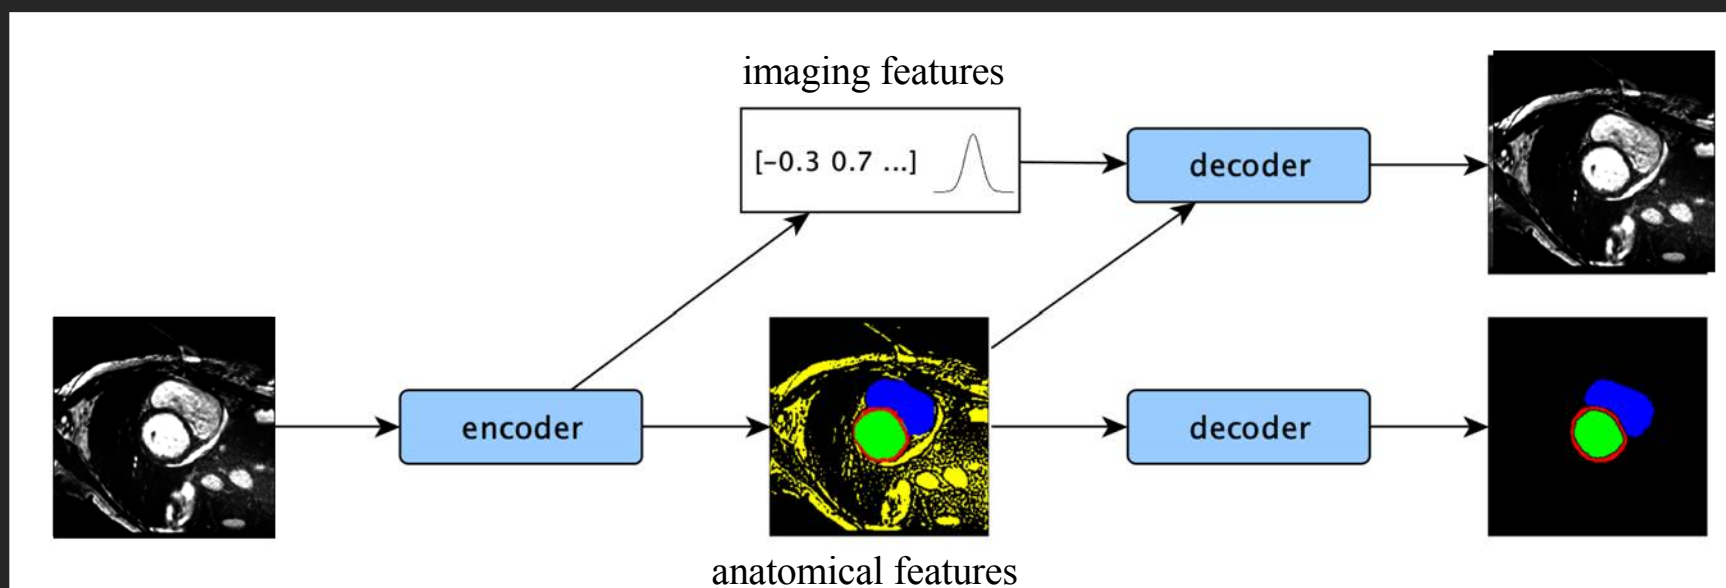 imaging features
[-0.3 0.7 ...]
decoder
encoder
decoder
anatomical features